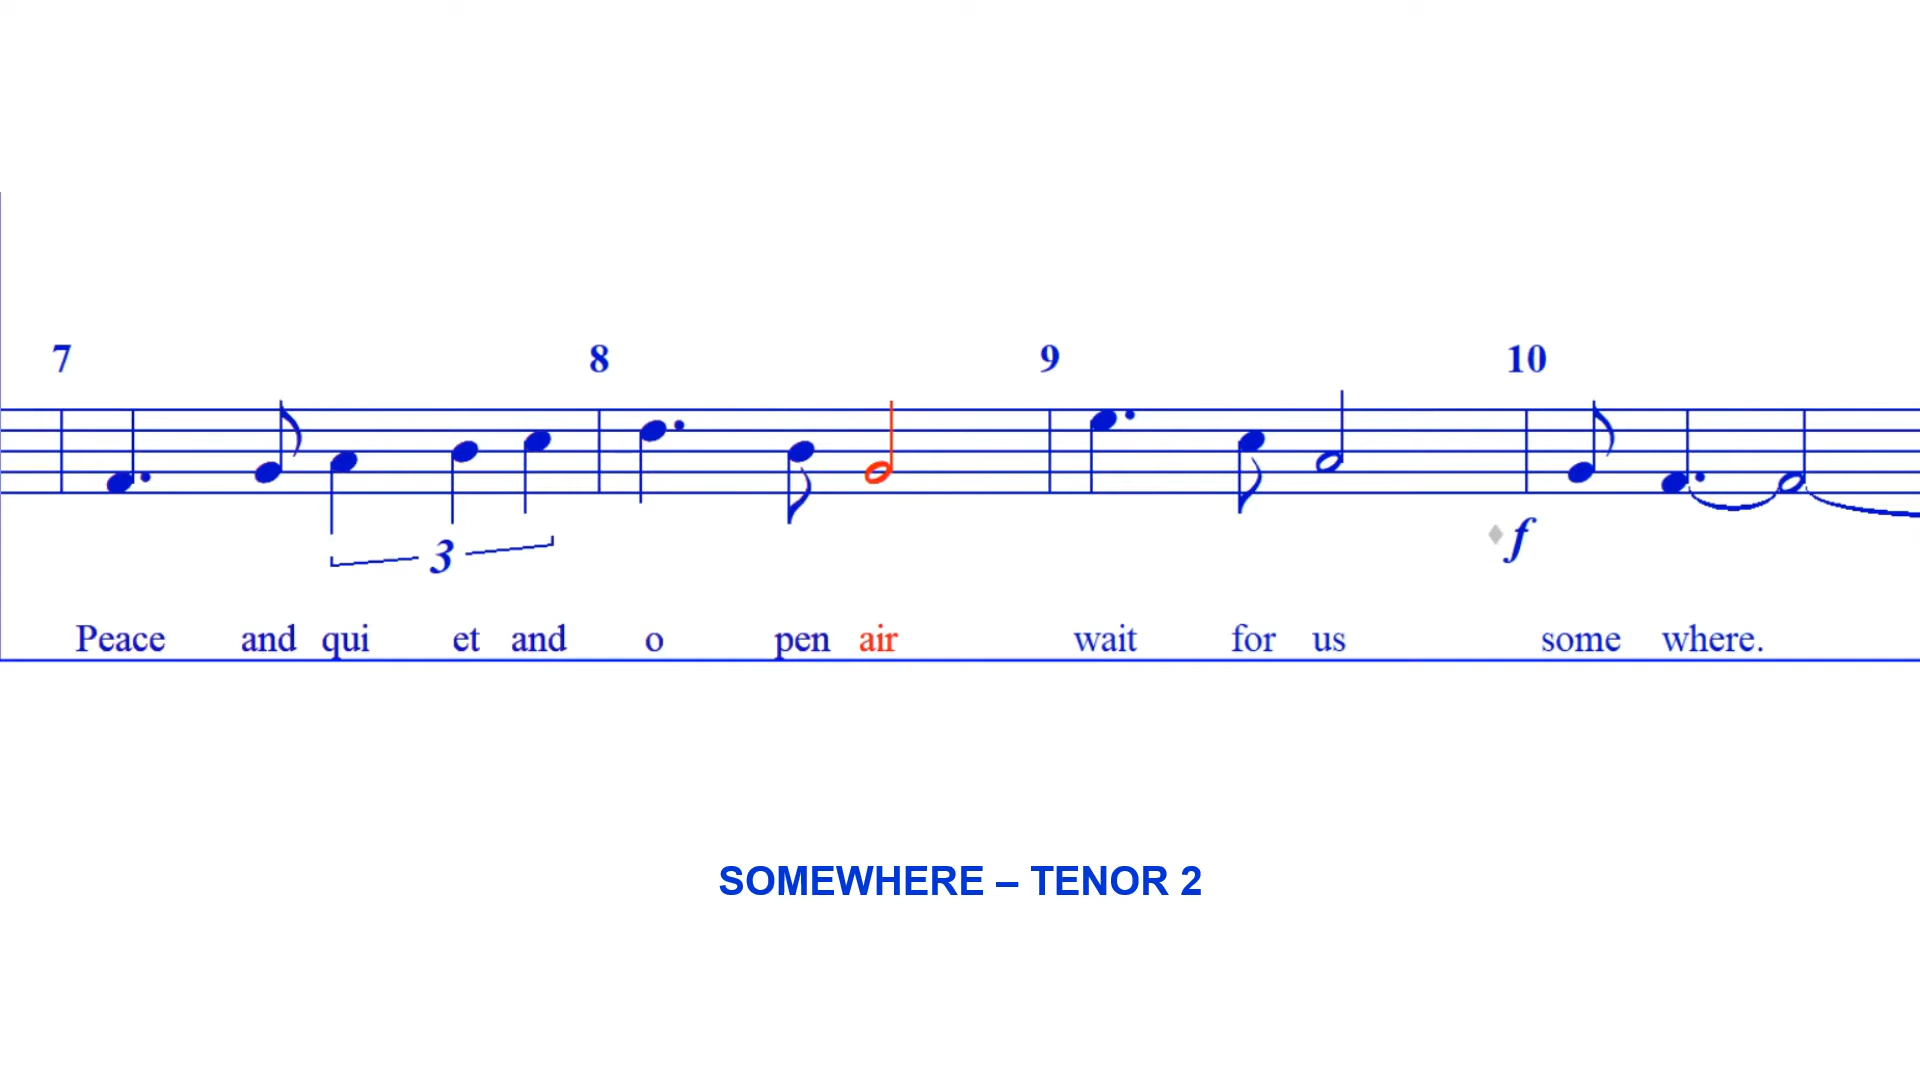 7 8 9 10
3
f
Peace and qui et and o pen air wait for us some where.
SOMEWHERE – TENOR 2